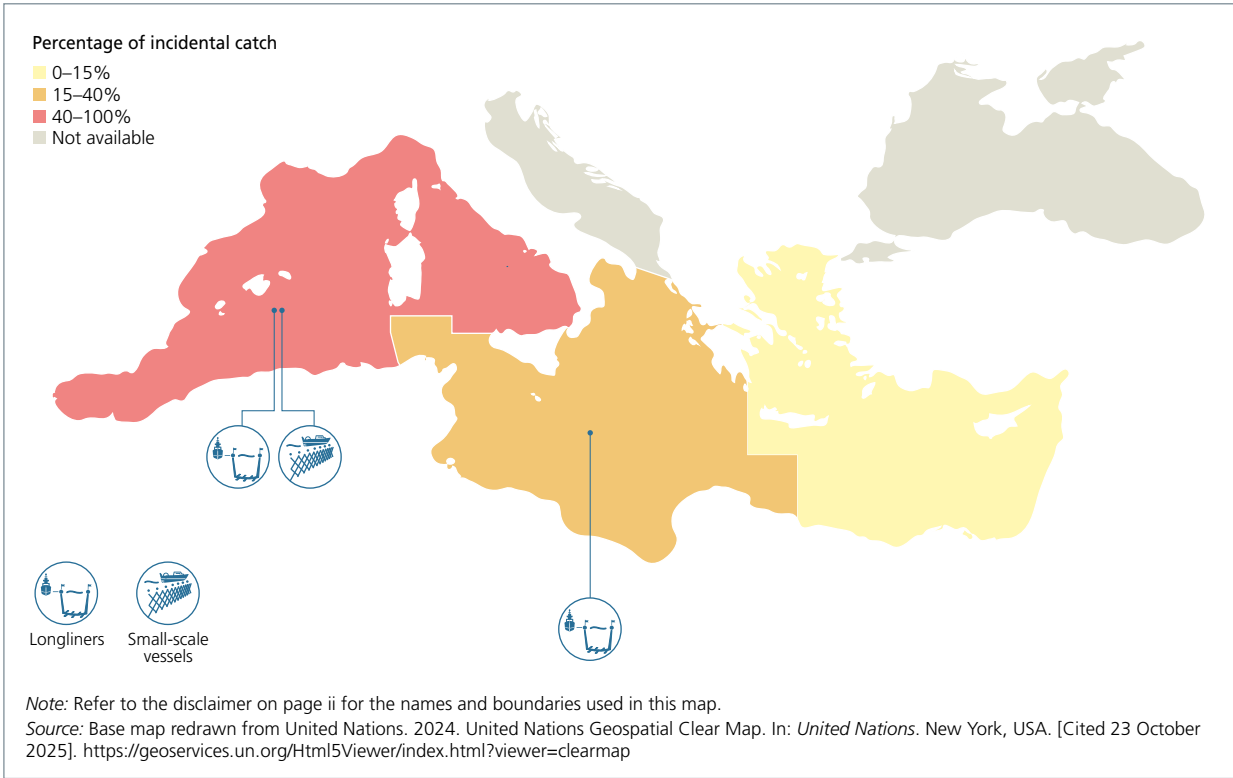 Percentage of incidental catch
0–15%
15–40%
40–100%
Not available
Longliners
Small-scale
vessels
Note: Refer to the disclaimer on page ii for the names and boundaries used in this map.
Source: Base map redrawn from United Nations. 2024. United Nations Geospatial Clear Map. In: United Nations. New York, USA. [Cited 23 October
2025]. https://geoservices.un.org/Html5Viewer/index.html?viewer=clearmap